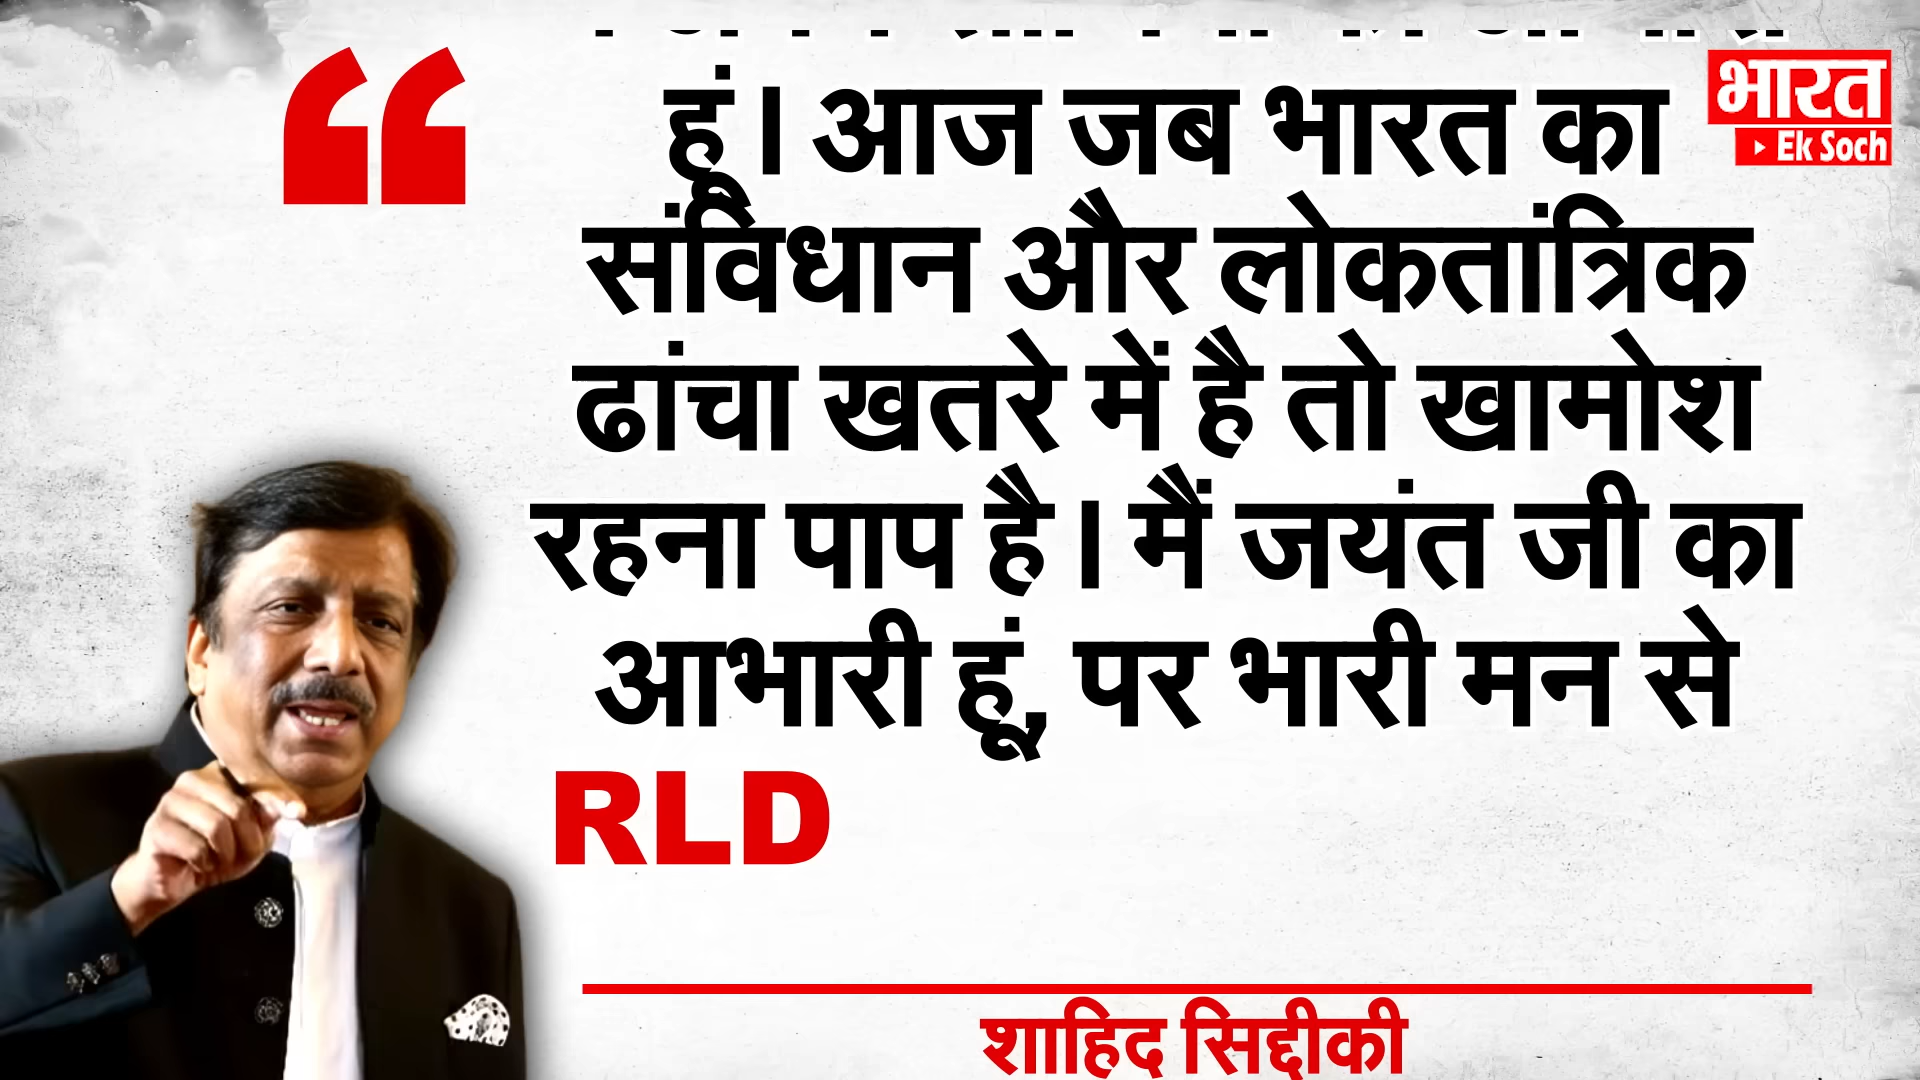 हूं। आज जब भारत का
संविधान और लोकतांत्रिक
ढांचा खतरे में है तो खामोश
रहना पाप है। मैं जयंत जी का
आभारी हूं, पर भारी मन से
RLD
शाहिद सिद्दीकी
भारत
Ek Soch